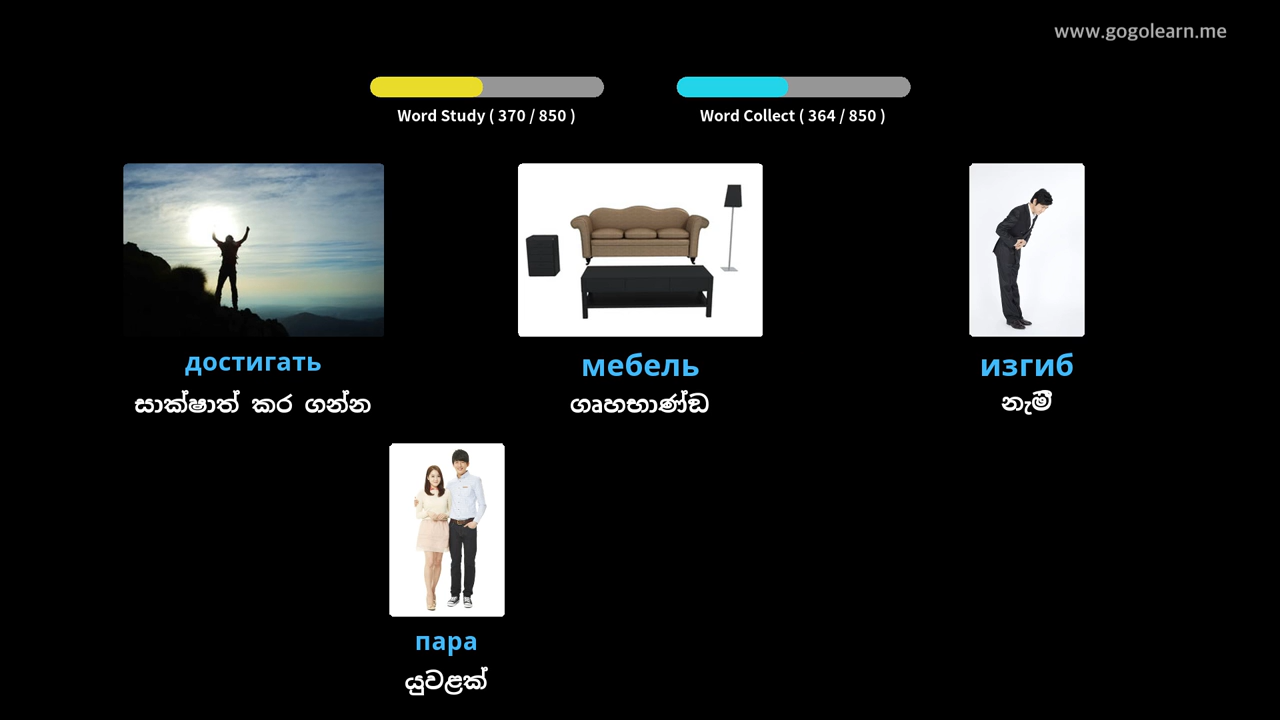 www.gogolearn.me
Word Study ( 370 / 850 )
Word Collect ( 364 / 850 )
достигать
мебель
изгиб
සාක්ෂාත් කර ගන්න
ගෘහභාණ්ඩ
නැමී
пара
යුවළක්